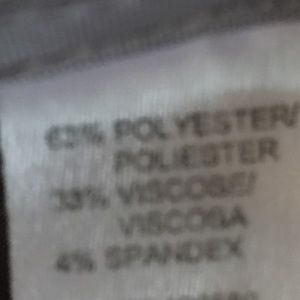 63% POLYESTER/
POLIESTER
33% VISCOSE/
VISCOSA
4% SPANDEX